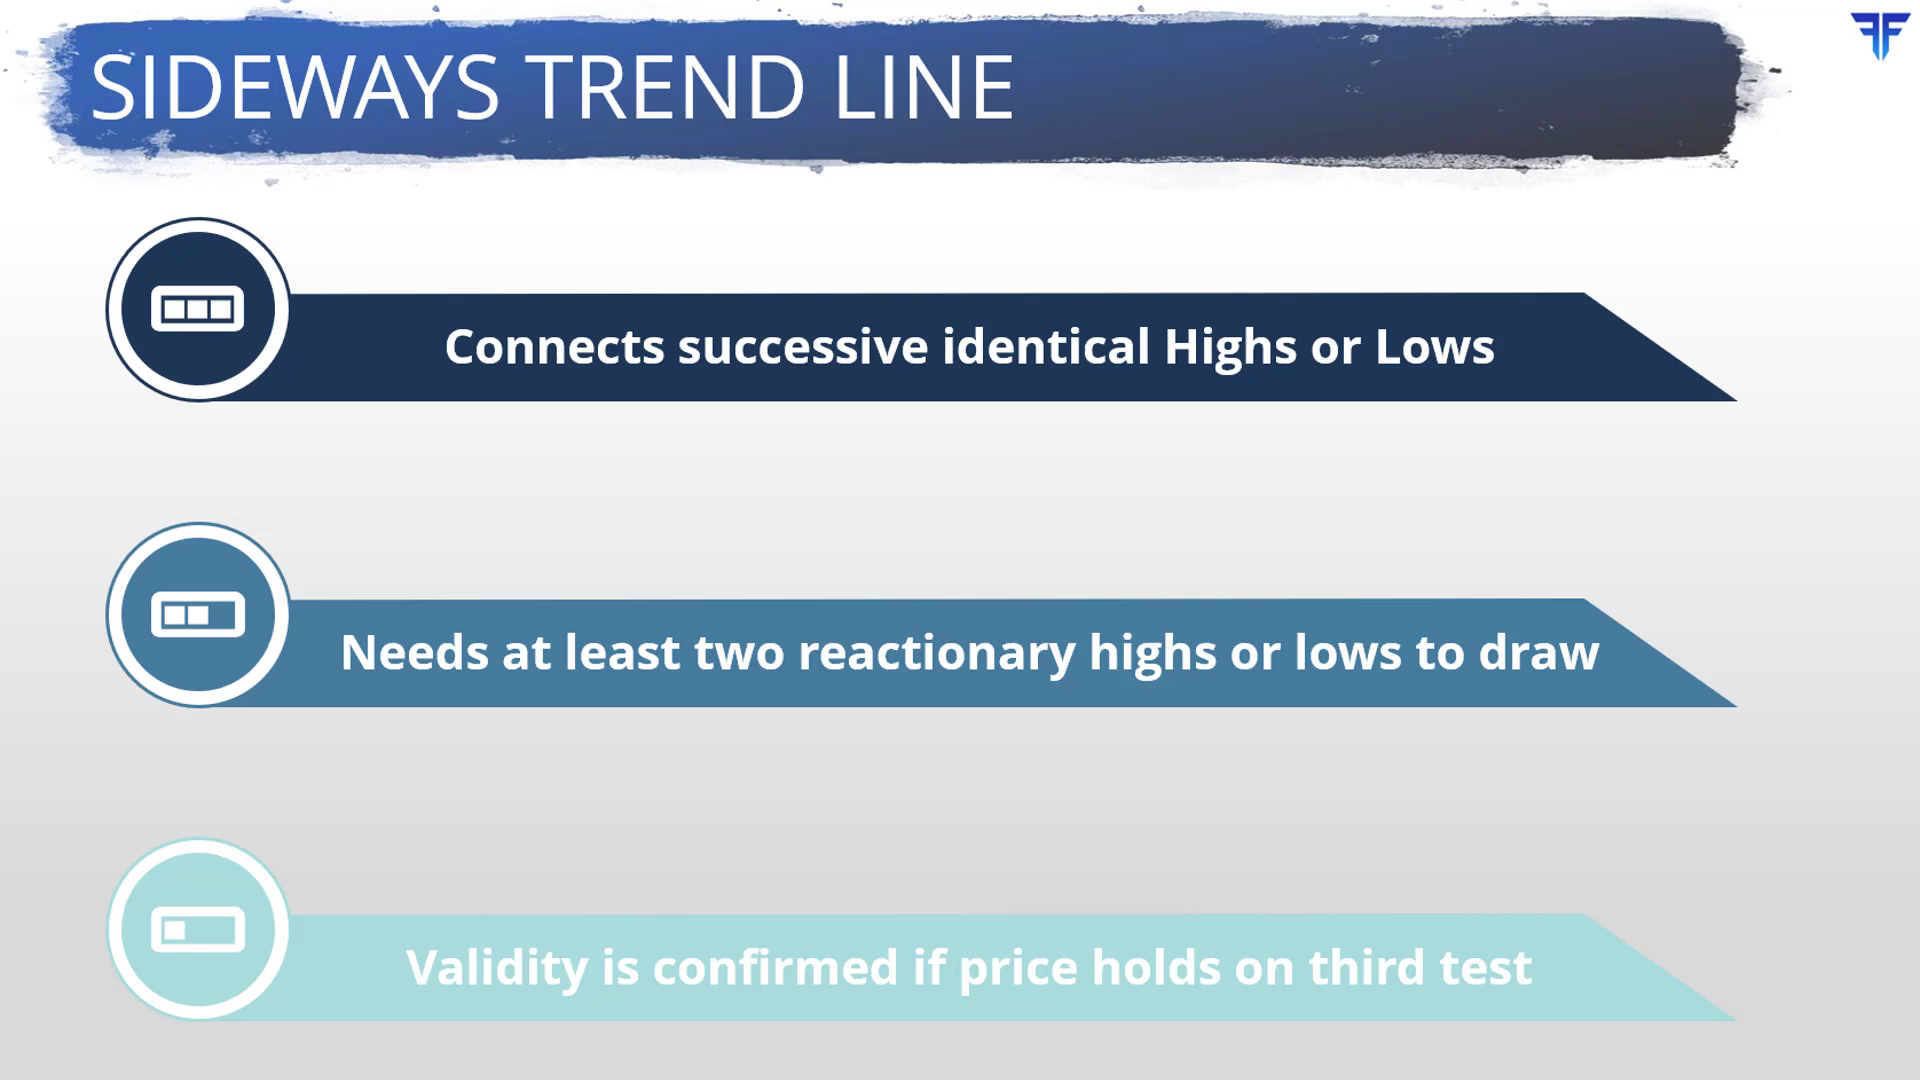 SIDEWAYS TREND LINE
Connects successive identical Highs or Lows
Needs at least two reactionary highs or lows to draw
Validity is confirmed if price holds on third test